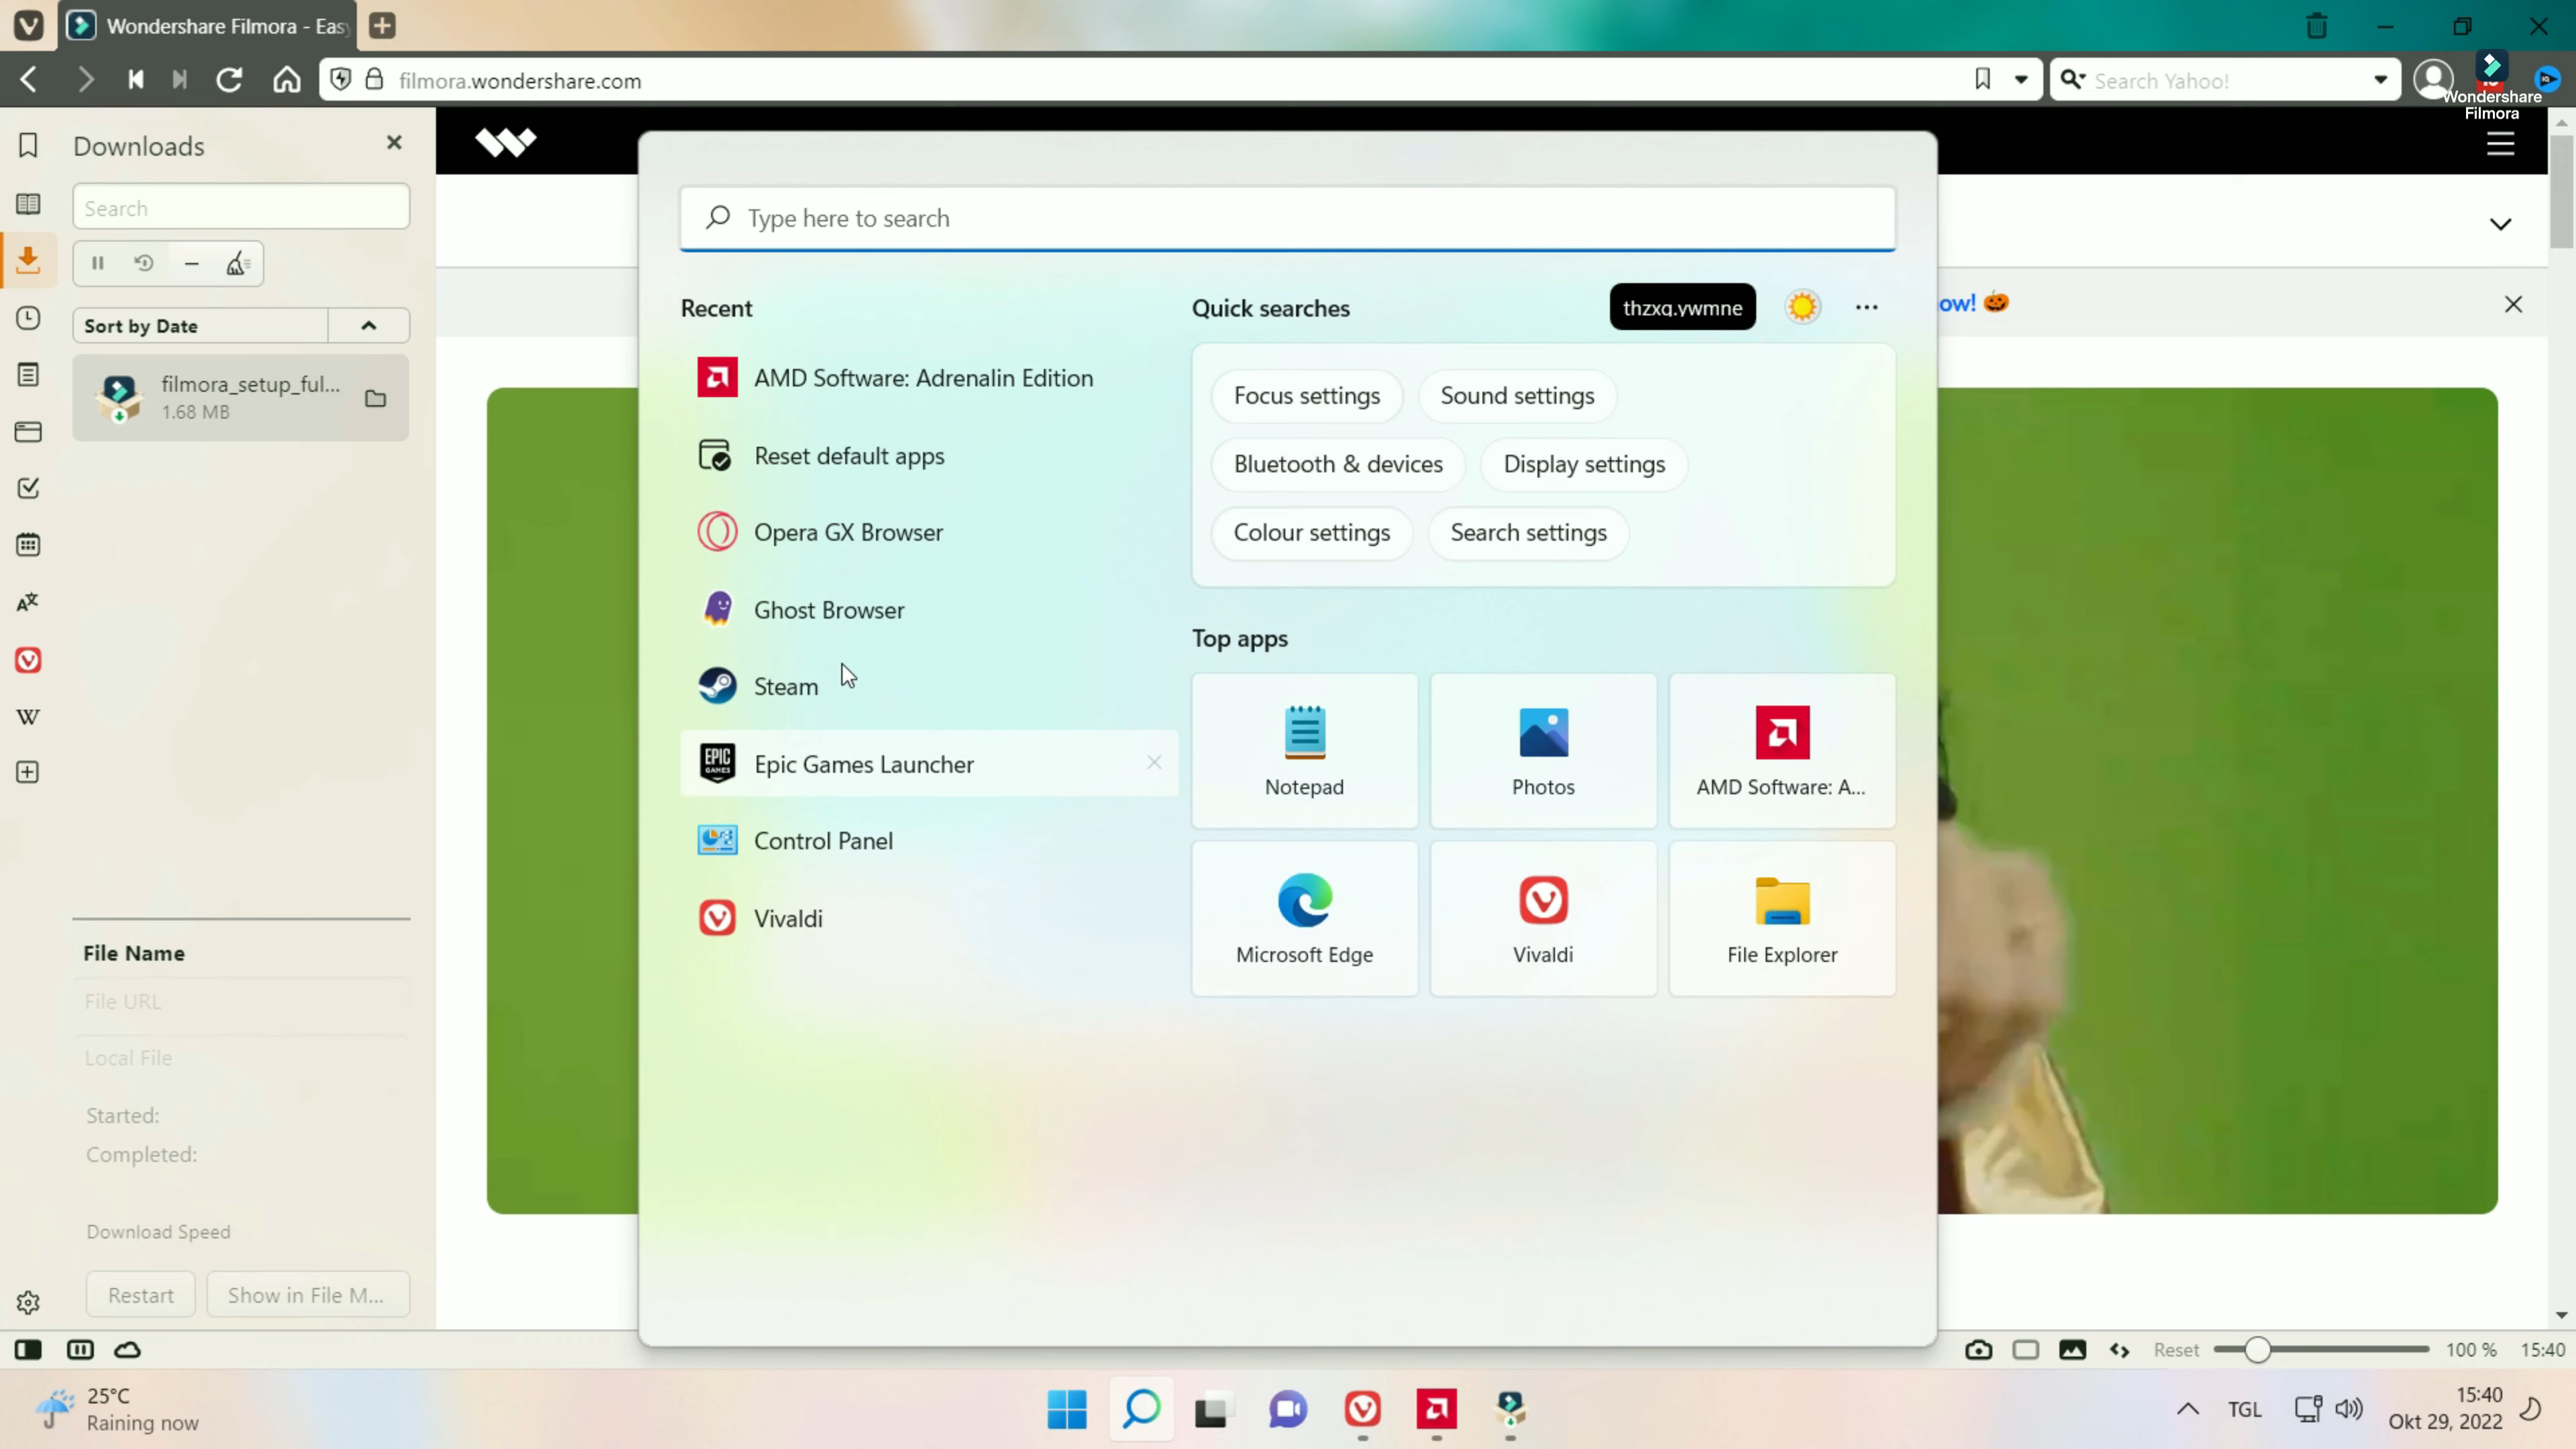 Wondershare Filmora - Eas
filmora.wondershare.com
Search Yahoo!
Wondershare
Filmora
Downloads
Search
Sort by Date
filmora_setup_ful...
1.68 MB
File Name
File URL
Local File
Started:
Completed:
Download Speed
Restart
Show in File M...
Type here to search
Recent
AMD Software: Adrenalin Edition
Reset default apps
Opera GX Browser
Ghost Browser
Steam
EPIC
GAMES
Epic Games Launcher
Control Panel
Vivaldi
Quick searches
thzxq.ywmne
Focus settings
Sound settings
Bluetooth & devices
Display settings
Colour settings
Search settings
Top apps
Notepad
Photos
AMD Software: A...
Microsoft Edge
Vivaldi
File Explorer
ow! 🎃
Reset
100 %
15:40
25°C
Raining now
TGL
15:40
Okt 29, 2022